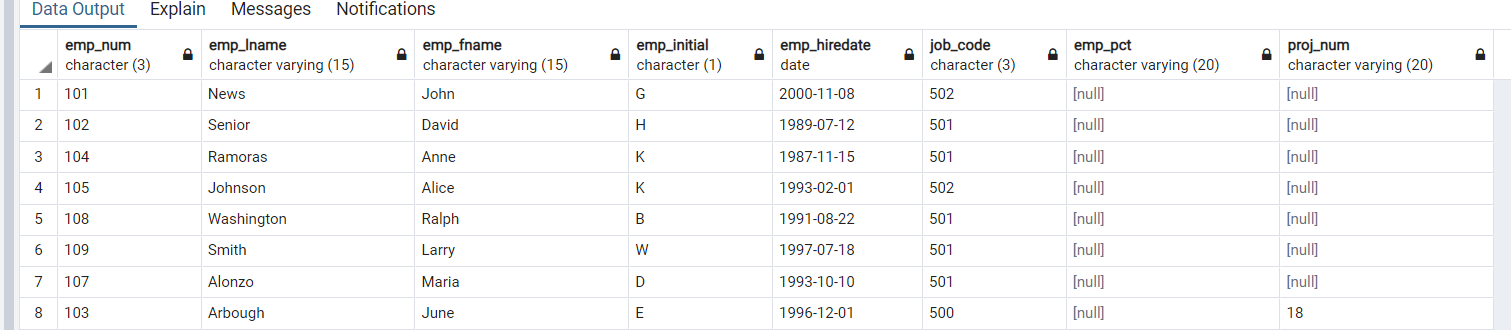 Data Output Explain Messages Notifications
emp_num emp_lname emp_fname emp_initial emp_hiredate job_code emp_pct proj_num
character (3) character varying (15) character varying (15) character (1) date character (3) character varying (20) character varying (20)
1 101 News John G 2000-11-08 502 [null] [null]
2 102 Senior David H 1989-07-12 501 [null] [null]
3 104 Ramoras Anne K 1987-11-15 501 [null] [null]
4 105 Johnson Alice K 1993-02-01 502 [null] [null]
5 108 Washington Ralph B 1991-08-22 501 [null] [null]
6 109 Smith Larry W 1997-07-18 501 [null] [null]
7 107 Alonzo Maria D 1993-10-10 501 [null] [null]
8 103 Arbough June E 1996-12-01 500 [null] 18